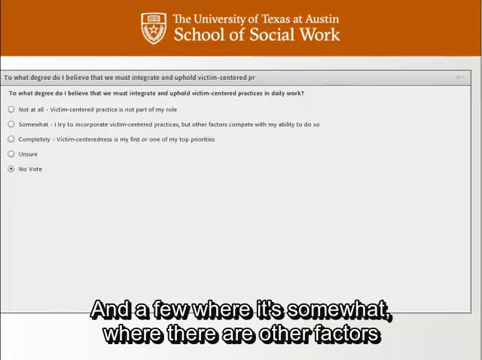 The University of Texas at Austin
School of Social Work
To what degree do I believe that we must integrate and uphold victim-centered pr
To what degree do I believe that we must integrate and uphold victim-centered practices in daily work?
Not at all - Victim-centered practice is not part of my role
Somewhat - I try to incorporate victim-centered practices, but other factors compete with my ability to do so
Completely - Victim-centeredness is my first or one of my top priorities
Unsure
No Vote
And a few where it's somewhat,
where there are other factors